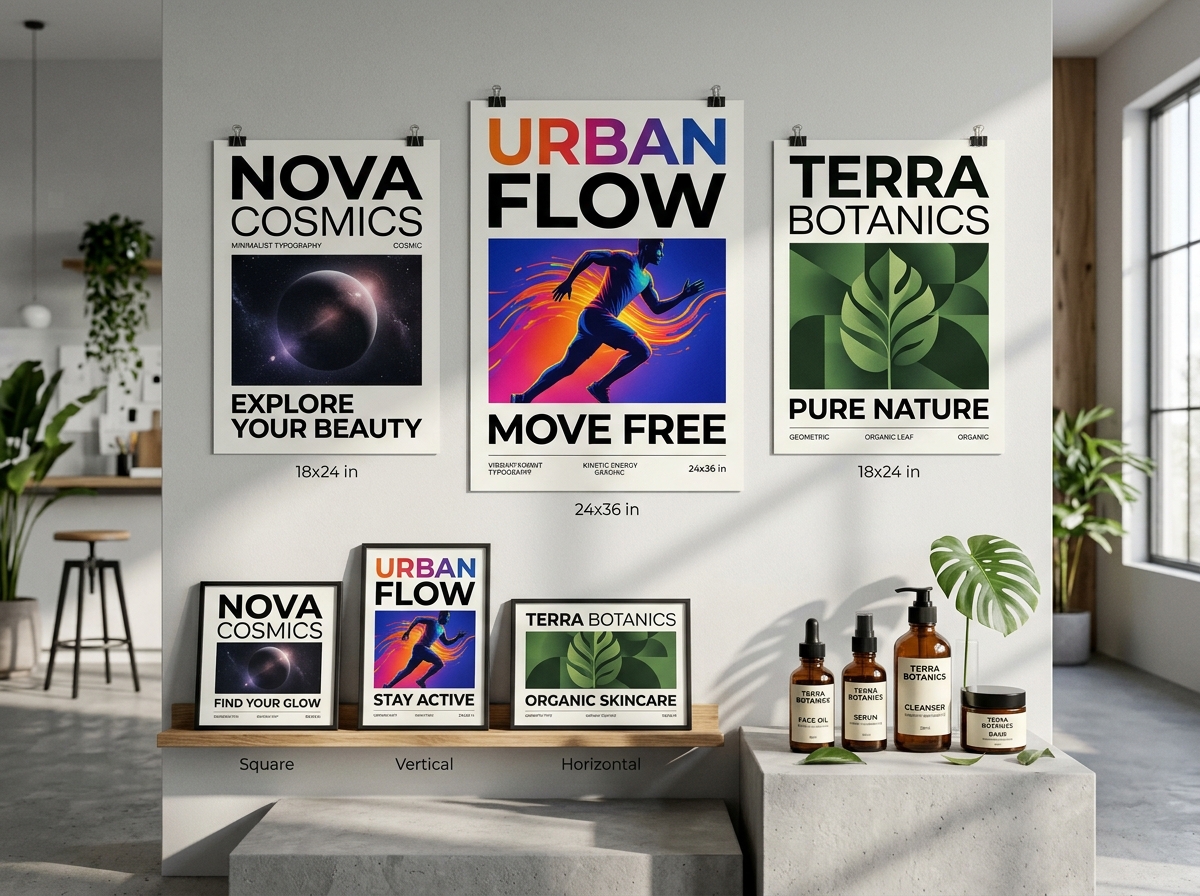 NOVA
COSMICS
MINIMALIST TYPOGRAPHY COSMIC
EXPLORE
YOUR BEAUTY
18x24 in
URBAN
FLOW
MOVE FREE
KINETIC ENERGY
24x36 in
24x36 in
TERRA
BOTANICS
PURE NATURE
GEOMETRIC ORGANIC LEAF ORGANIC
18x24 in
NOVA
COSMICS
FIND YOUR GLOW
Square
URBAN
FLOW
STAY ACTIVE
Vertical
TERRA BOTANICS
ORGANIC SKINCARE
Horizontal
FACE OIL
TERRA
BOTANICS
CLEANSER